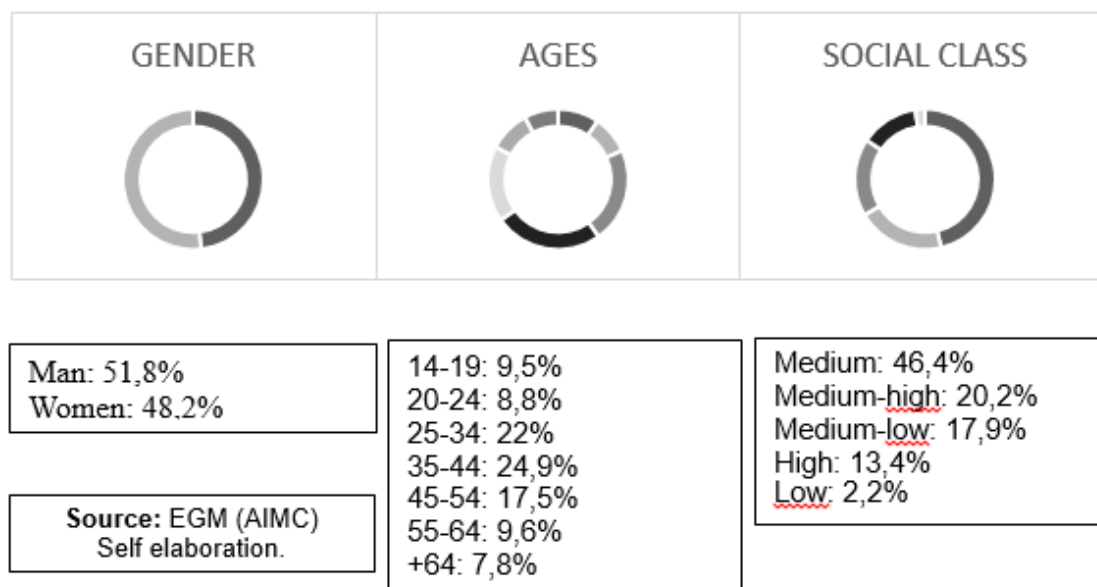 GENDER
AGES
SOCIAL CLASS
Man: 51,8%
Women: 48,2%
Source: EGM (AIMC)
Self elaboration.
14-19: 9,5%
20-24: 8,8%
25-34: 22%
35-44: 24,9%
45-54: 17,5%
55-64: 9,6%
+64: 7,8%
Medium: 46,4%
Medium-high: 20,2%
Medium-low: 17,9%
High: 13,4%
Low: 2,2%